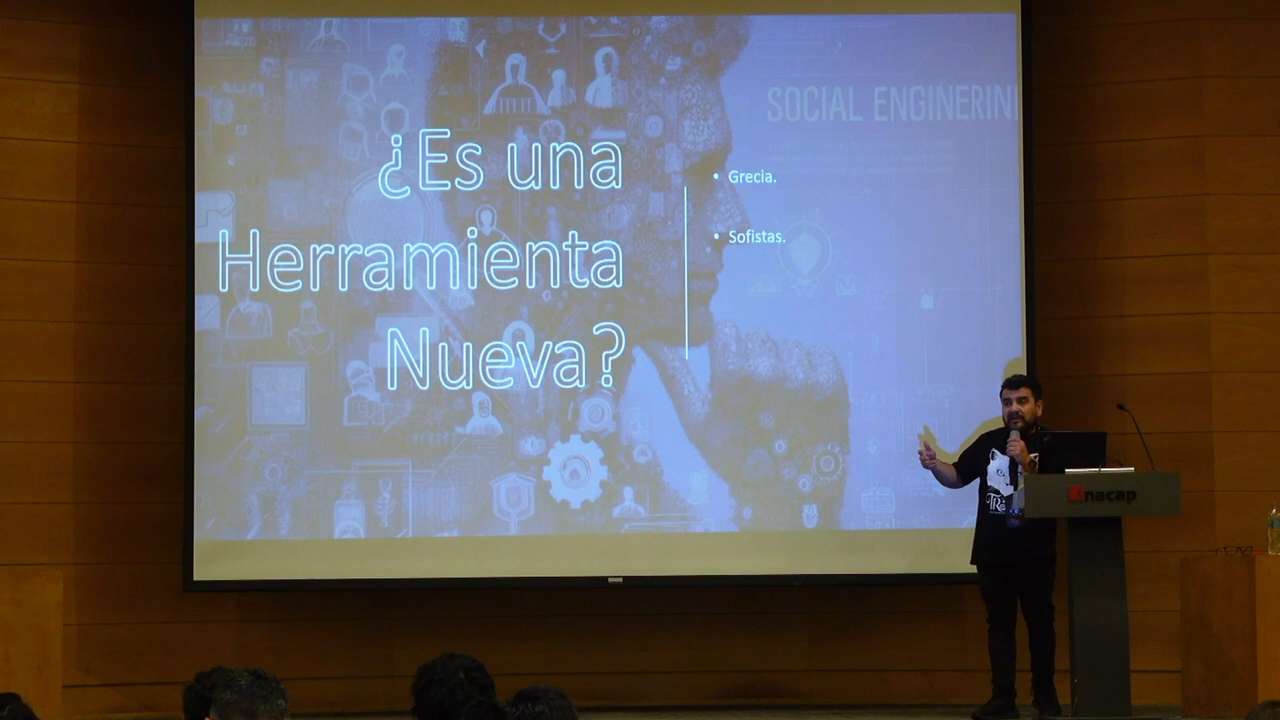 ¿Es una
Herramienta
Nueva?
SOCIAL ENGINERIN
• Grecia.
• Sofistas.
inacap